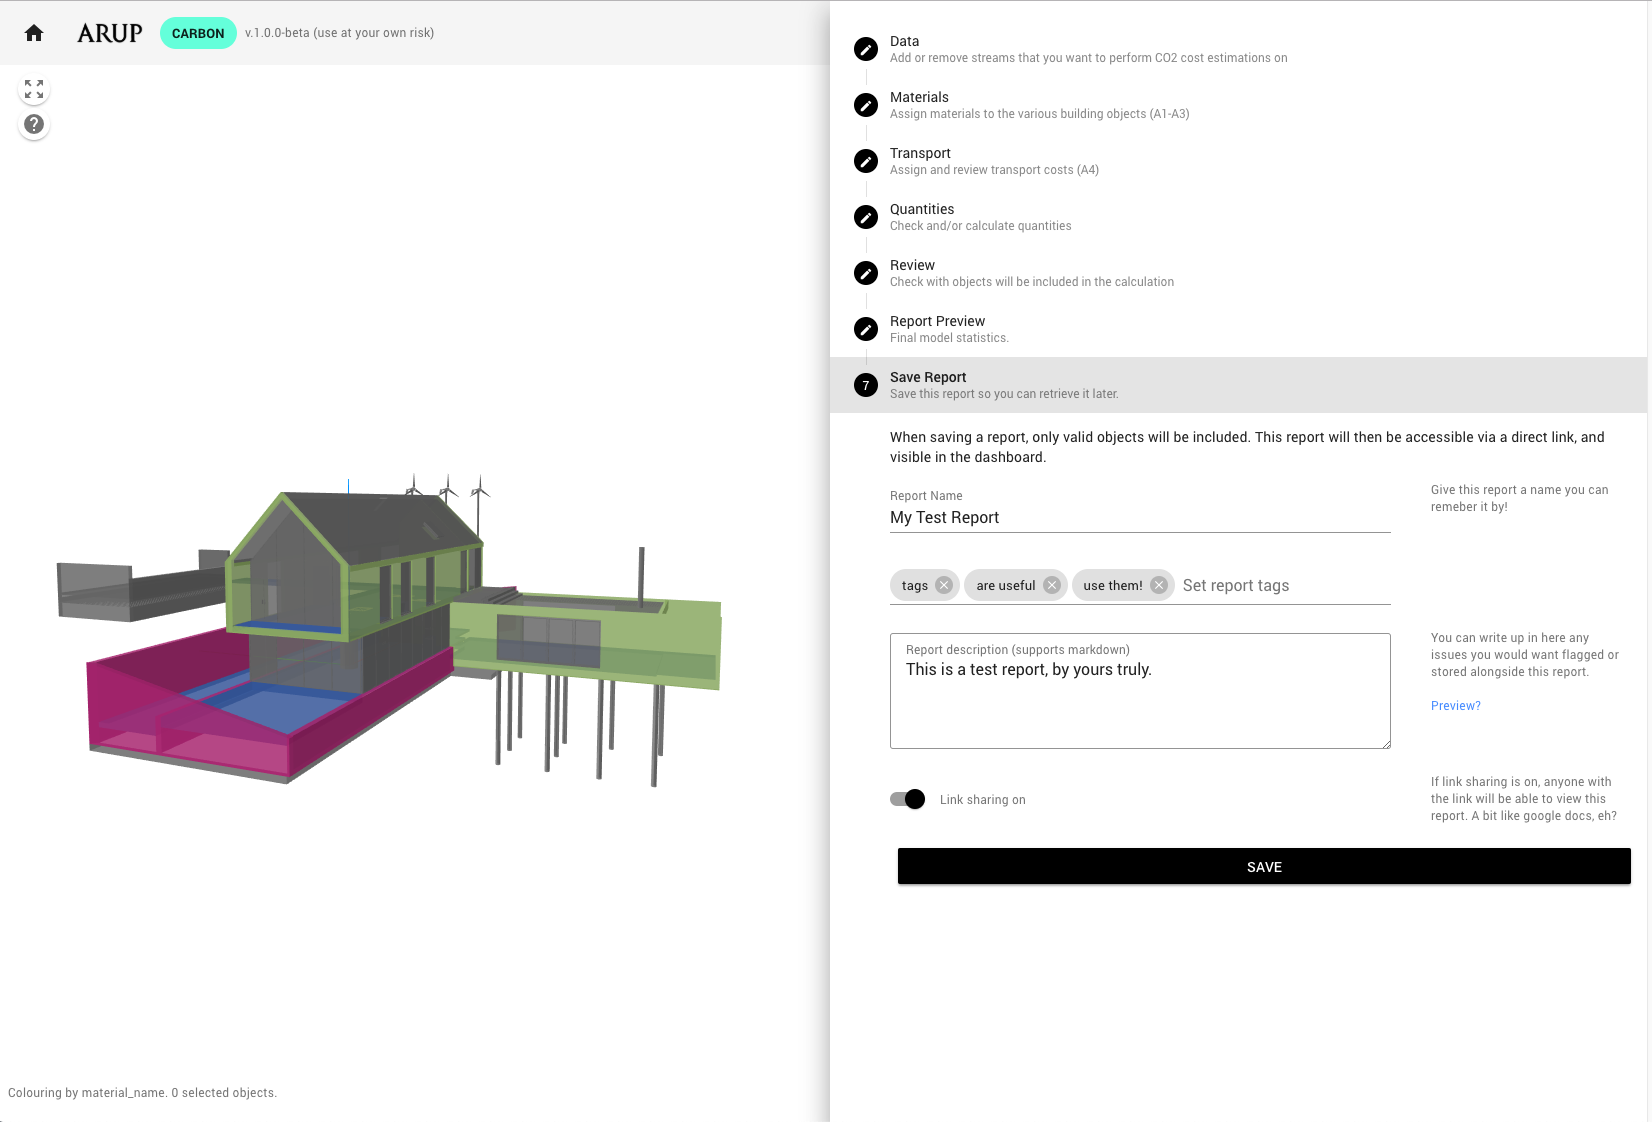 ARUP CARBON v.1.0.0-beta (use at your own risk)
Data
Add or remove streams that you want to perform CO2 cost estimations on
Materials
Assign materials to the various building objects (A1-A3)
Transport
Assign and review transport costs (A4)
Quantities
Check and/or calculate quantities
Review
Check with objects will be included in the calculation
Report Preview
Final model statistics.
7
Save Report
Save this report so you can retrieve it later.
When saving a report, only valid objects will be included. This report will then be accessible via a direct link, and
visible in the dashboard.
Report Name
My Test Report
Give this report a name you can
remeber it by!
tags are useful use them! Set report tags
Report description (supports markdown)
This is a test report, by yours truly.
You can write up in here any
issues you would want flagged or
stored alongside this report.
Preview?
Link sharing on
If link sharing is on, anyone with
the link will be able to view this
report. A bit like google docs, eh?
SAVE
Colouring by material_name. 0 selected objects.